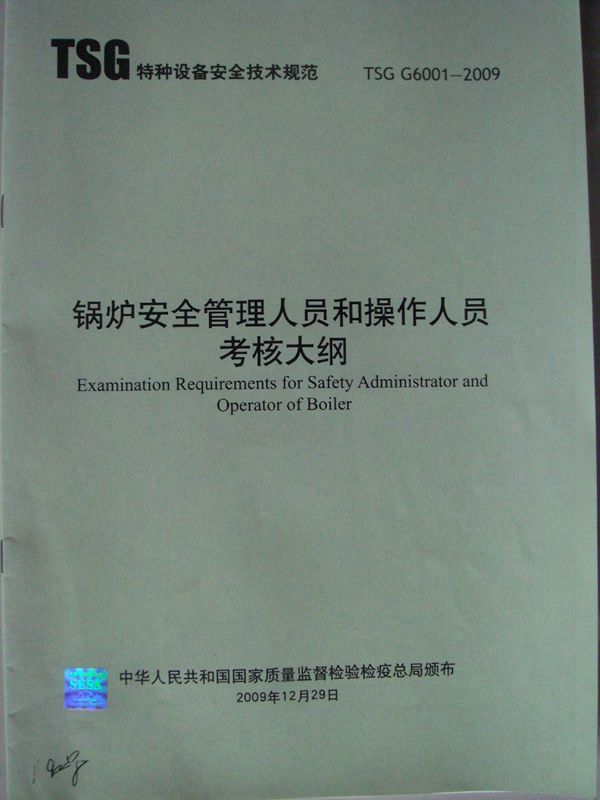 TSG 特种设备安全技术规范 TSG G6001—2009
锅炉安全管理人员和操作人员
考核大纲
Examination Requirements for Safety Administrator and
Operator of Boiler
中华人民共和国国家质量监督检验检疫总局颁布
2009年12月29日